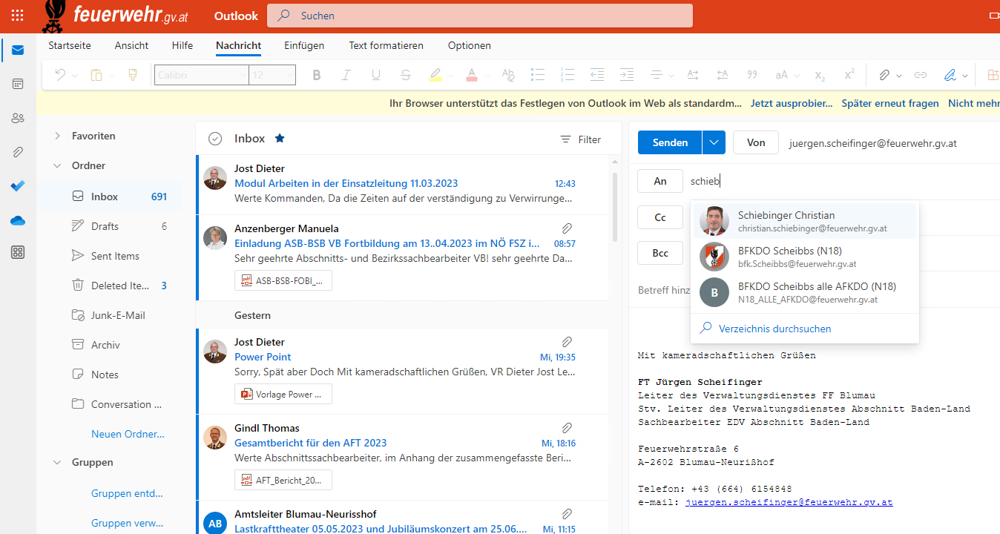 feuerwehr.gv.at
Outlook
Suchen
Startseite
Ansicht
Hilfe
Nachricht
Einfügen
Text formatieren
Optionen
Calibri
12
Ihr Browser unterstützt das Festlegen von Outlook im Web als standardm...
Jetzt ausprobier...
Später erneut fragen
Nicht mehr
Favoriten
Ordner
Inbox 691
Drafts 6
Sent Items
Deleted Ite... 3
Junk-E-Mail
Archiv
Notes
Conversation ...
Neuen Ordner...
Gruppen
Gruppen entd...
Gruppen verw...
Inbox
Filter
Jost Dieter
Modul Arbeiten in der Einsatzleitung 11.03.2023 12:43
Werte Kommanden, Da die Zeiten auf der verständigung zu Verwirrunge...
Anzenberger Manuela
Einladung ASB-BSB VB Fortbildung am 13..04.2023 im NÖ FSZ i... 08:57
Sehr geehrte Abschnitts- und Bezirkssachbearbeiter VB! sehr geehrte Da...
pdf ASB-BSB-FOBI_...
Gestern
Jost Dieter
Power Point Mi, 19:35
Sorry, Spät aber Doch Mit kameradschaftlichen Grüßen, VR Dieter Jost Le...
Vorlage Power ...
Gindl Thomas
Gesamtbericht für den AFT 2023 Mi, 18:16
Werte Abschnittssachbearbeiter, im Anhang der zusammengefasste Beri...
pdf AFT_Bericht_20...
AB
Amtsleiter Blumau-Neurisshof
Lastkrafttheater 05.05.2023 und Jubiläumskonzert am 25.06.... Mi, 11:15
Senden
Von
juergen.scheifinger@feuerwehr.gv.at
An
schieb
Cc
Bcc
Betreff hinz
Schiebinger Christian
christian.schiebinger@feuerwehr.gv.at
BFKDO Scheibbs (N18)
bfk.Scheibbs@feuerwehr.gv.at
B
BFKDO Scheibbs alle AFKDO (N18)
N18_ALLE_AFKDO@feuerwehr.gv.at
Verzeichnis durchsuchen
Mit kameradschaftlichen Grüßen
FT Jürgen Scheifinger
Leiter des Verwaltungsdienstes FF Blumau
Stv. Leiter des Verwaltungsdienstes Abschnitt Baden-Land
Sachbearbeiter EDV Abschnitt Baden-Land
Feuerwehrstraße 6
A-2602 Blumau-Neurißhof
Telefon: +43 (664) 6154848
e-mail: juergen.scheifinger@feuerwehr.gv.at